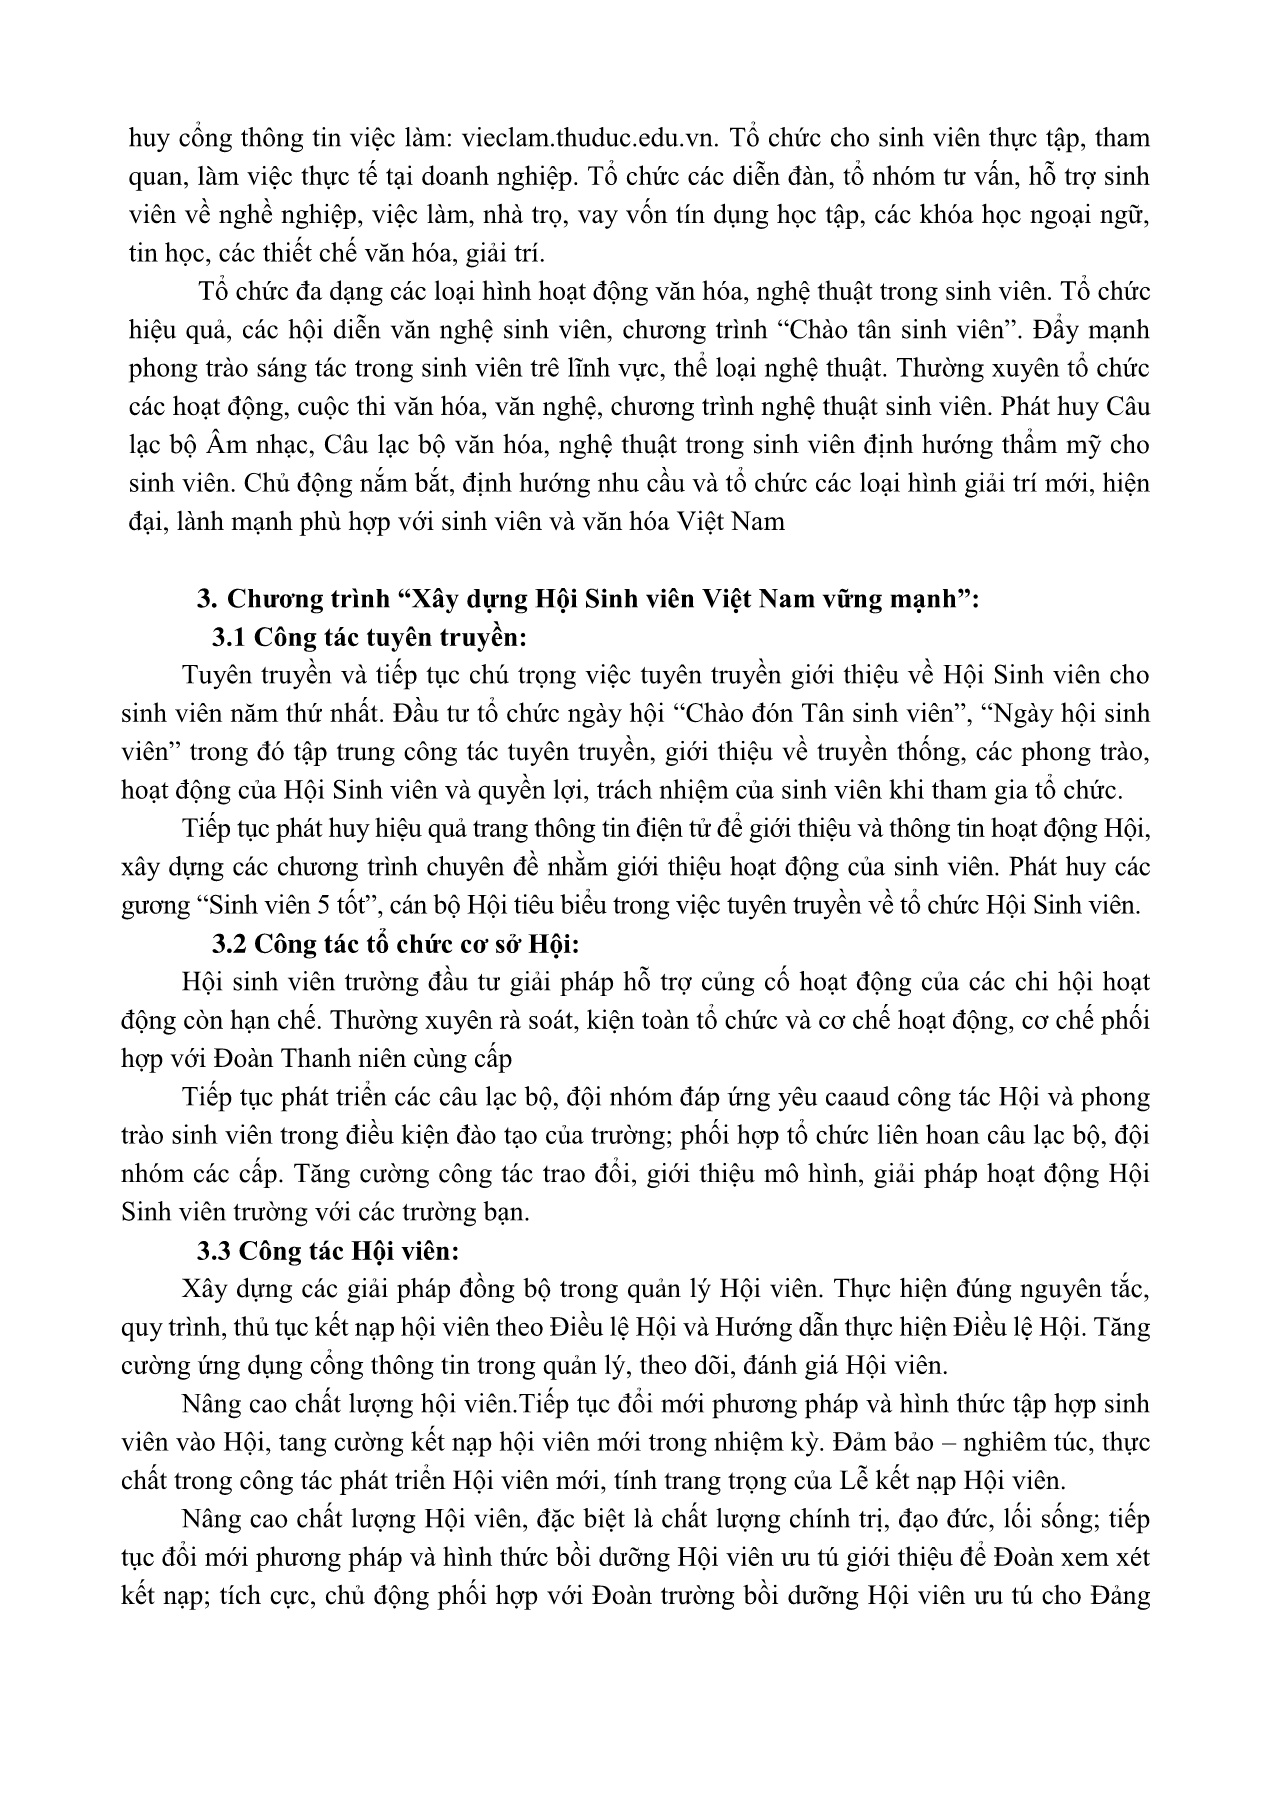 huy cổng thông tin việc làm: vieclam.thuduc.edu.vn. Tổ chức cho sinh viên thực tập, tham
quan, làm việc thực tế tại doanh nghiệp. Tổ chức các diễn đàn, tổ nhóm tư vấn, hỗ trợ sinh
viên về nghề nghiệp, việc làm, nhà trọ, vay vốn tín dụng học tập, các khóa học ngoại ngữ,
tin học, các thiết chế văn hóa, giải trí.
Tổ chức đa dạng các loại hình hoạt động văn hóa, nghệ thuật trong sinh viên. Tổ chức
hiệu quả, các hội diễn văn nghệ sinh viên, chương trình “Chào tân sinh viên”. Đẩy mạnh
phong trào sáng tác trong sinh viên trê lĩnh vực, thể loại nghệ thuật. Thường xuyên tổ chức
các hoạt động, cuộc thi văn hóa, văn nghệ, chương trình nghệ thuật sinh viên. Phát huy Câu
lạc bộ Âm nhạc, Câu lạc bộ văn hóa, nghệ thuật trong sinh viên định hướng thẩm mỹ cho
sinh viên. Chủ động nắm bắt, định hướng nhu cầu và tổ chức các loại hình giải trí mới, hiện
đại, lành mạnh phù hợp với sinh viên và văn hóa Việt Nam
3. Chương trình “Xây dựng Hội Sinh viên Việt Nam vững mạnh”:
3.1 Công tác tuyên truyền:
Tuyên truyền và tiếp tục chú trọng việc tuyên truyền giới thiệu về Hội Sinh viên cho
sinh viên năm thứ nhất. Đầu tư tổ chức ngày hội “Chào đón Tân sinh viên”, “Ngày hội sinh
viên” trong đó tập trung công tác tuyên truyền, giới thiệu về truyền thống, các phong trào,
hoạt động của Hội Sinh viên và quyền lợi, trách nhiệm của sinh viên khi tham gia tổ chức.
Tiếp tục phát huy hiệu quả trang thông tin điện tử để giới thiệu và thông tin hoạt động Hội,
xây dựng các chương trình chuyên đề nhằm giới thiệu hoạt động của sinh viên. Phát huy các
gương “Sinh viên 5 tốt”, cán bộ Hội tiêu biểu trong việc tuyên truyền về tổ chức Hội Sinh viên.
3.2 Công tác tổ chức cơ sở Hội:
Hội sinh viên trường đầu tư giải pháp hỗ trợ củng cố hoạt động của các chi hội hoạt
động còn hạn chế. Thường xuyên rà soát, kiện toàn tổ chức và cơ chế hoạt động, cơ chế phối
hợp với Đoàn Thanh niên cùng cấp
Tiếp tục phát triển các câu lạc bộ, đội nhóm đáp ứng yêu caaud công tác Hội và phong
trào sinh viên trong điều kiện đào tạo của trường; phối hợp tổ chức liên hoan câu lạc bộ, đội
nhóm các cấp. Tăng cường công tác trao đổi, giới thiệu mô hình, giải pháp hoạt động Hội
Sinh viên trường với các trường bạn.
3.3 Công tác Hội viên:
Xây dựng các giải pháp đồng bộ trong quản lý Hội viên. Thực hiện đúng nguyên tắc,
quy trình, thủ tục kết nạp hội viên theo Điều lệ Hội và Hướng dẫn thực hiện Điều lệ Hội. Tăng
cường ứng dụng cổng thông tin trong quản lý, theo dõi, đánh giá Hội viên.
Nâng cao chất lượng hội viên.Tiếp tục đổi mới phương pháp và hình thức tập hợp sinh
viên vào Hội, tang cường kết nạp hội viên mới trong nhiệm kỳ. Đảm bảo – nghiêm túc, thực
chất trong công tác phát triển Hội viên mới, tính trang trọng của Lễ kết nạp Hội viên.
Nâng cao chất lượng Hội viên, đặc biệt là chất lượng chính trị, đạo đức, lối sống; tiếp
tục đổi mới phương pháp và hình thức bồi dưỡng Hội viên ưu tú giới thiệu để Đoàn xem xét
kết nạp; tích cực, chủ động phối hợp với Đoàn trường bồi dưỡng Hội viên ưu tú cho Đảng